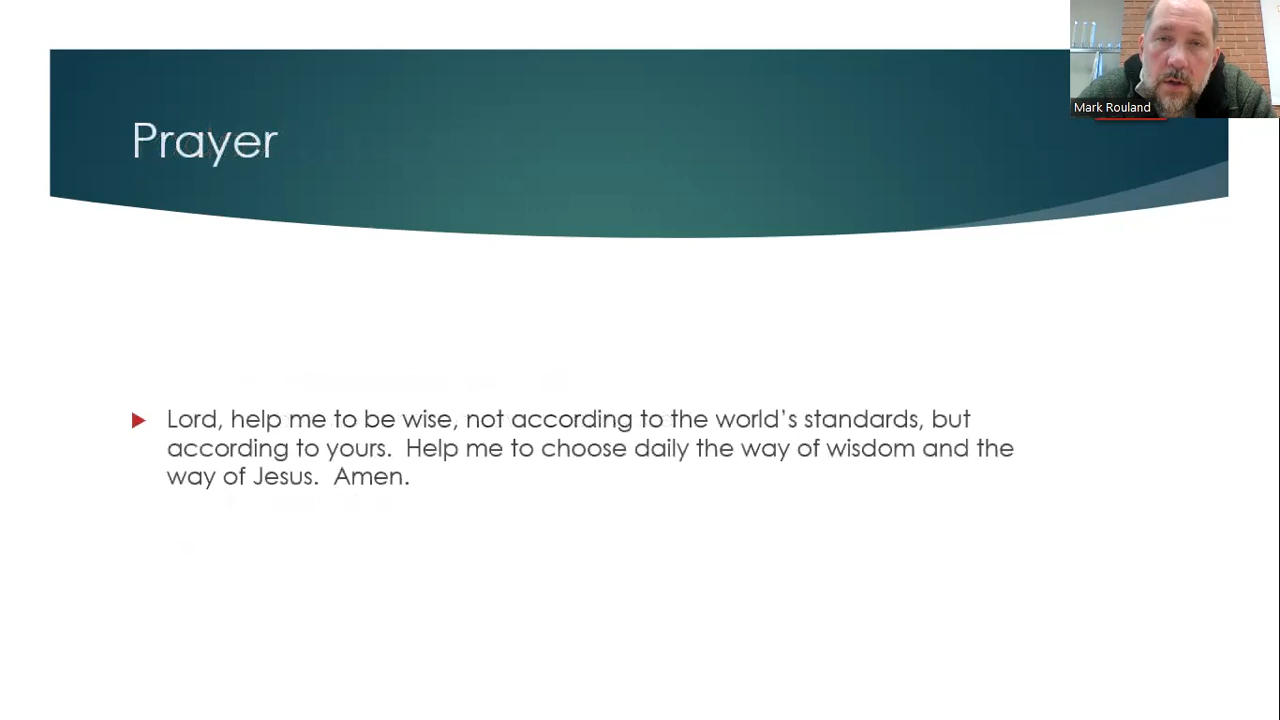 Prayer
Mark Rouland
Lord, help me to be wise, not according to the world's standards, but
according to yours.  Help me to choose daily the way of wisdom and the
way of Jesus.  Amen.